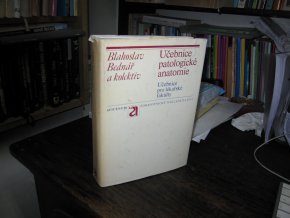 Blahoslav
Bednář
a kolektiv
Učebnice
patologické
anatomie
Učebnice
pro lékařské
fakulty